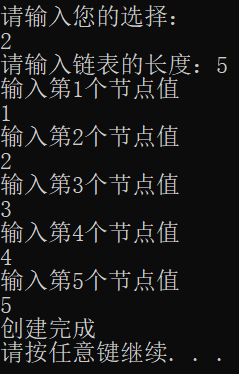 请输入您的选择：
2
请输入链表的长度：5
输入第1个节点值
1
输入第2个节点值
2
输入第3个节点值
3
输入第4个节点值
4
输入第5个节点值
5
创建完成
请按任意键继续. . .